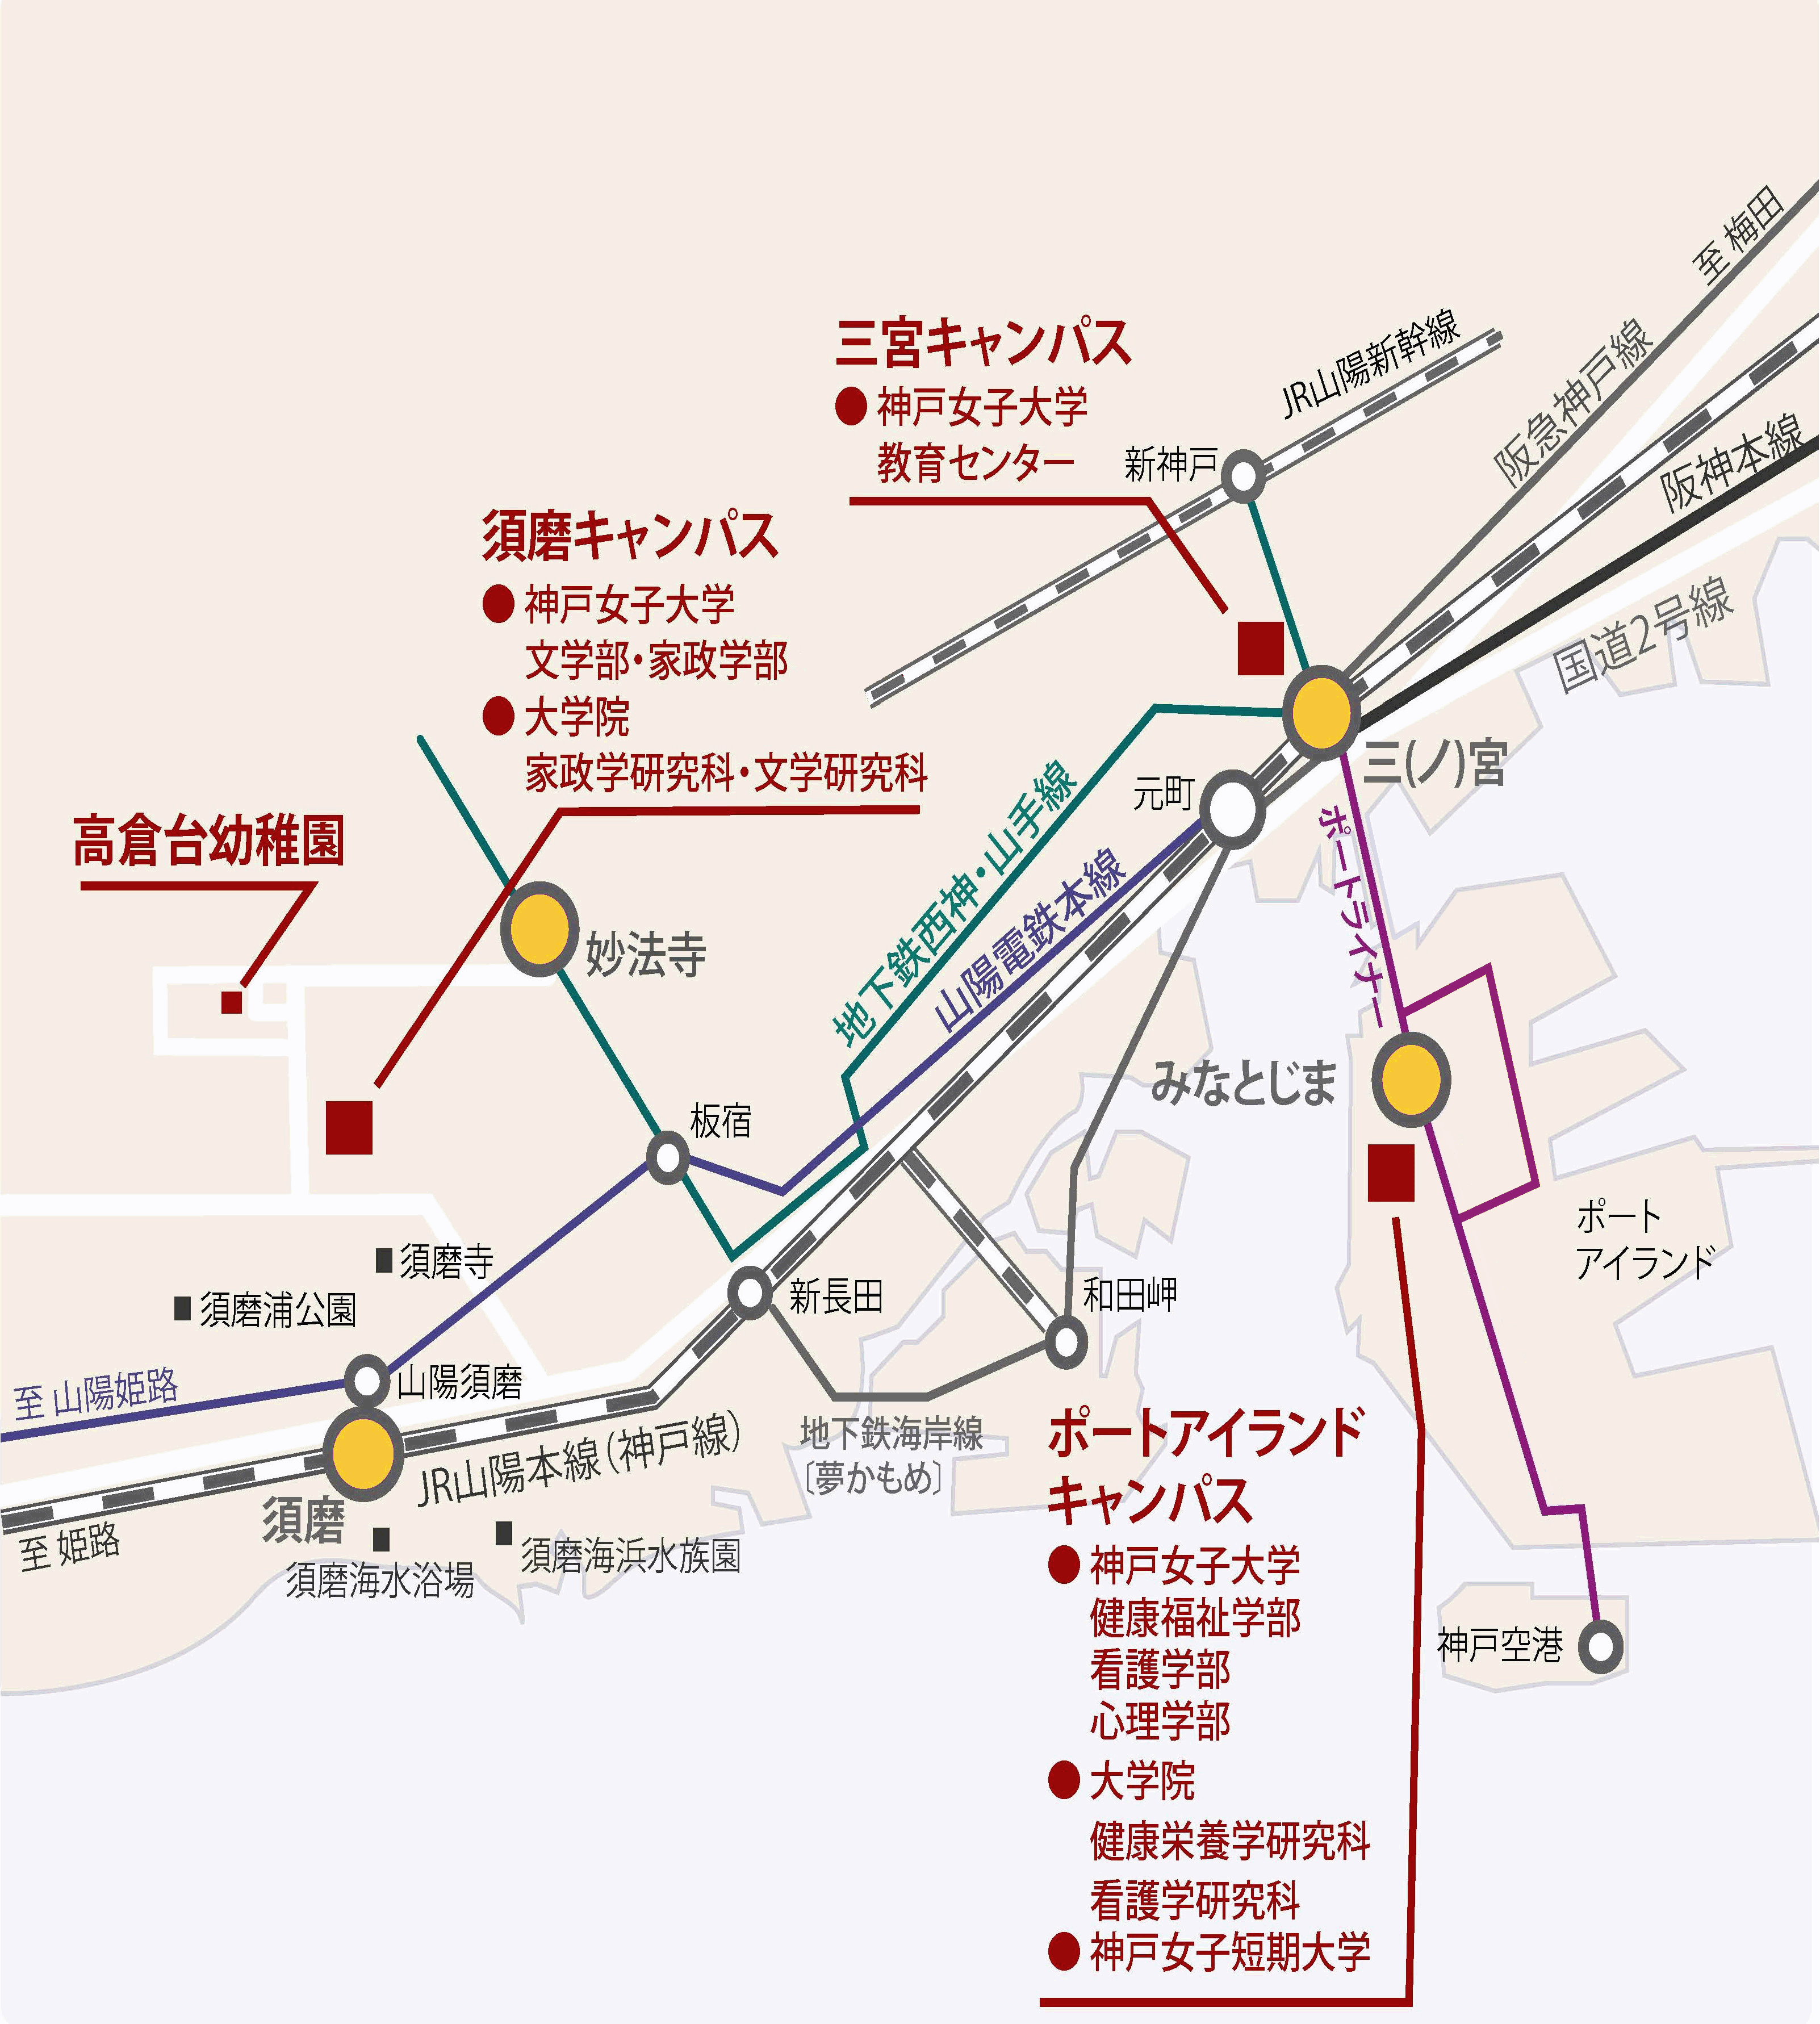 至 梅田
JR山陽新幹線
阪急神戸線
阪神本線
国道2号線
三宮キャンパス
神戸女子大学
教育センター
新神戸
須磨キャンパス
神戸女子大学
文学部・家政学部
大学院
家政学研究科・文学研究科
高倉台幼稚園
三(ノ)宮
元町
ポートライナー
地下鉄西神・山手線
山陽電鉄本線
妙法寺
みなとじま
板宿
ポート
アイランド
須磨寺
須磨浦公園
新長田
和田岬
山陽須磨
至 山陽姫路
JR山陽本線(神戸線)
地下鉄海岸線
〔夢かもめ〕
須磨
至 姫路
須磨海水浴場
須磨海浜水族園
ポートアイランド
キャンパス
神戸女子大学
健康福祉学部
看護学部
心理学部
大学院
健康栄養学研究科
看護学研究科
神戸女子短期大学
神戸空港